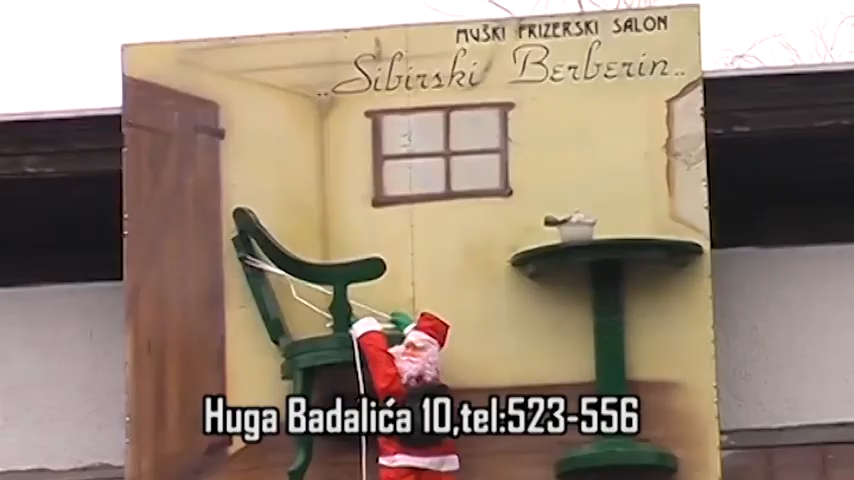 MUŠKI FRIZERSKI SALON
„Sibirski Berberin"
Huga Badalića 10,tel:523-556